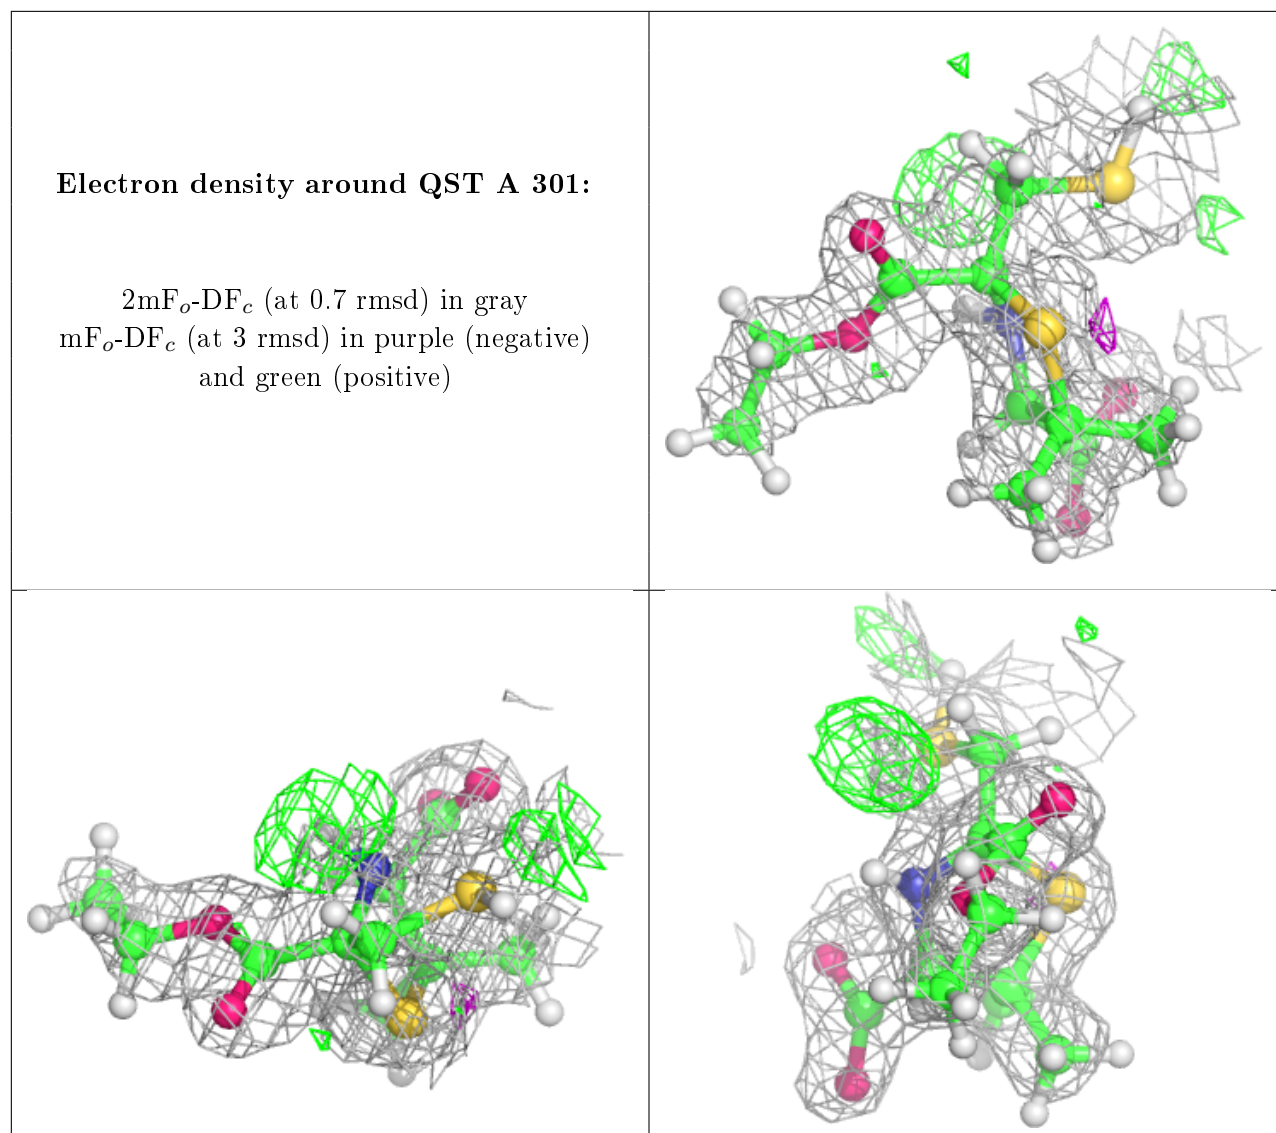 Electron density around QST A 301:
2mFo-DFc (at 0.7 rmsd) in gray
mFo-DFc (at 3 rmsd) in purple (negative)
and green (positive)